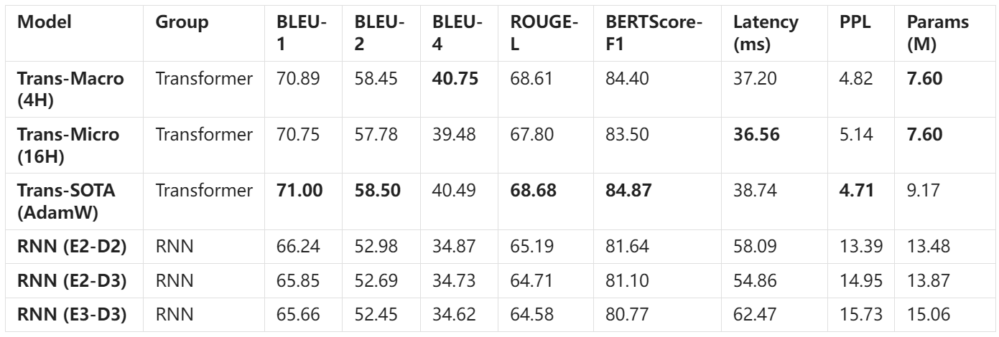 Model Group BLEU-1 BLEU-2 BLEU-4 ROUGE-L BERTScore-F1 Latency (ms) PPL Params (M)
Trans-Macro (4H) Transformer 70.89 58.45 40.75 68.61 84.40 37.20 4.82 7.60
Trans-Micro (16H) Transformer 70.75 57.78 39.48 67.80 83.50 36.56 5.14 7.60
Trans-SOTA (AdamW) Transformer 71.00 58.50 40.49 68.68 84.87 38.74 4.71 9.17
RNN (E2-D2) RNN 66.24 52.98 34.87 65.19 81.64 58.09 13.39 13.48
RNN (E2-D3) RNN 65.85 52.69 34.73 64.71 81.10 54.86 14.95 13.87
RNN (E3-D3) RNN 65.66 52.45 34.62 64.58 80.77 62.47 15.73 15.06